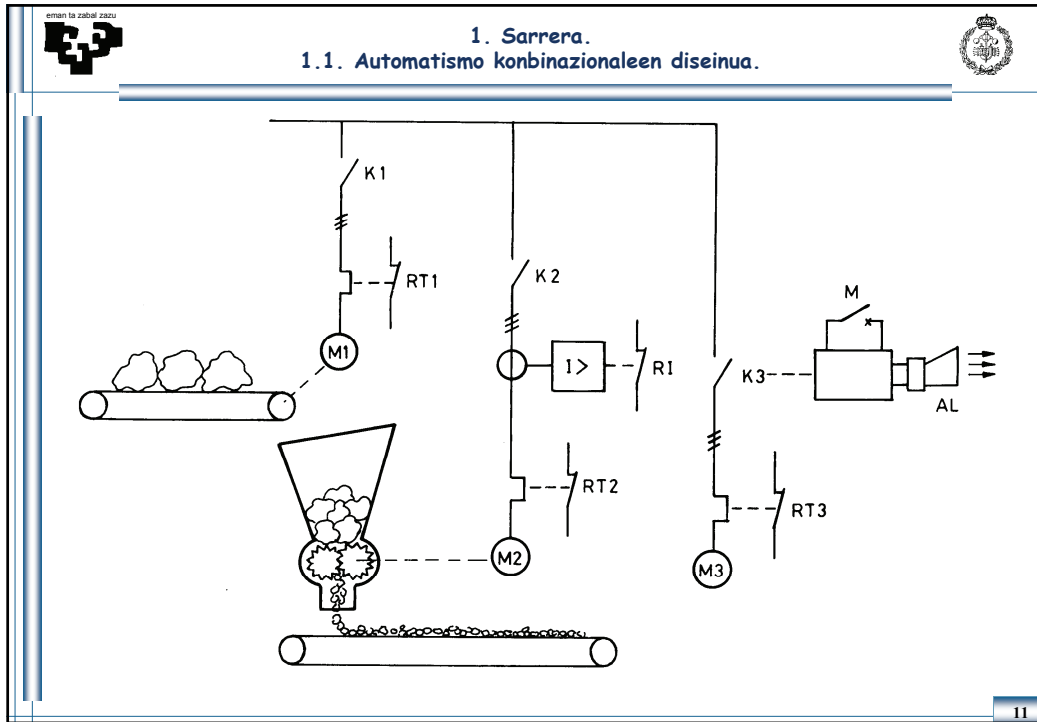 eman ta zabal zazu
1. Sarrera.
1.1. Automatismo konbinazionaleen diseinua.
K1
RT1
M1
K2
I>
RI
RT2
M2
K3
M
AL
RT3
M3
11